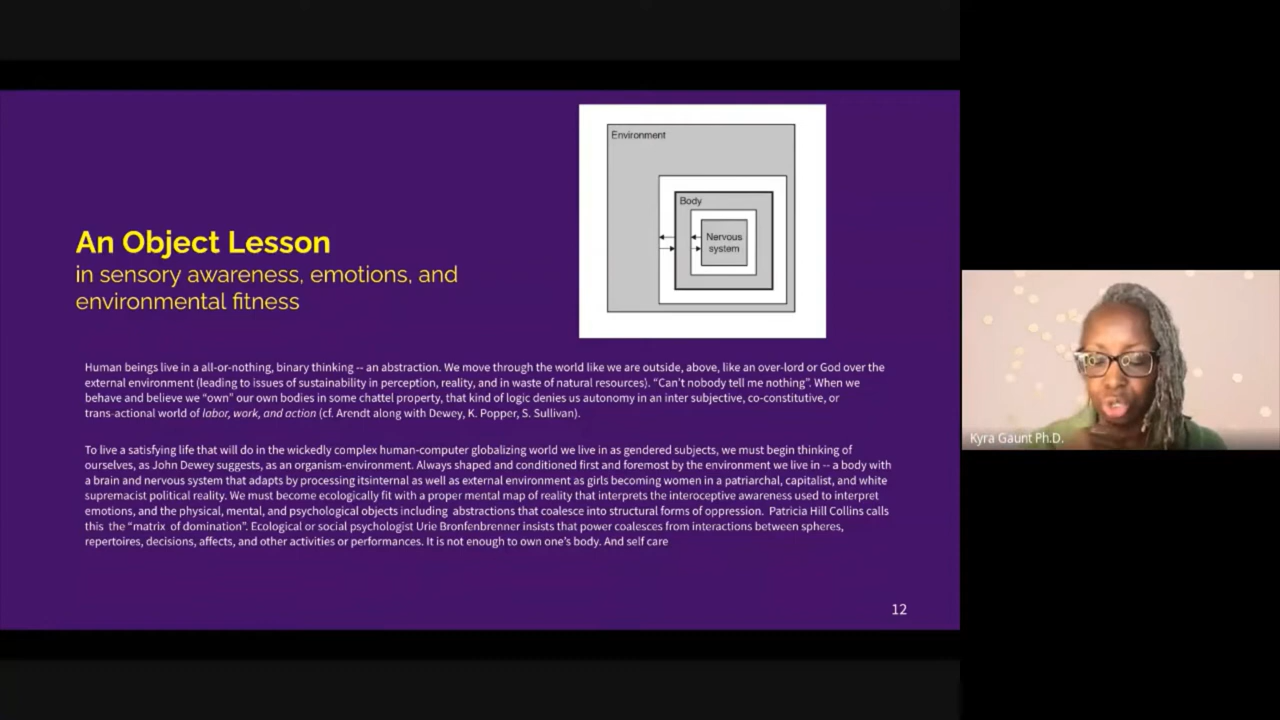 Environment
Body
Nervous
system
An Object Lesson
in sensory awareness, emotions, and
environmental fitness
Human beings live in a all-or-nothing, binary thinking -- an abstraction. We move through the world like we are outside, above, like an over-lord or God over the
external environment (leading to issues of sustainability in perception, reality, and in waste of natural resources). “Can't nobody tell me nothing”. When we
behave and believe we “own” our own bodies in some chattel property, that kind of logic denies us autonomy in an inter subjective, co-constitutive, or
trans-actional world of labor, work, and action (cf. Arendt along with Dewey, K. Popper, S. Sullivan).
To live a satisfying life that will do in the wickedly complex human-computer globalizing world we live in as gendered subjects, we must begin thinking of
ourselves, as John Dewey suggests, as an organism-environment. Always shaped and conditioned first and foremost by the environment we live in -- a body with
a brain and nervous system that adapts by processing itsinternal as well as external environment as girls becoming women in a patriarchal, capitalist, and white
supremacist political reality. We must become ecologically fit with a proper mental map of reality that interprets the interoceptive awareness used to interpret
emotions, and the physical, mental, and psychological objects including abstractions that coalesce into structural forms of oppression. Patricia Hill Collins calls
this the “matrix of domination”. Ecological or social psychologist Urie Bronfenbrenner insists that power coalesces from interactions between spheres,
repertoires, decisions, affects, and other activities or performances. It is not enough to own one's body. And self care
12
Kyra Gaunt Ph.D.